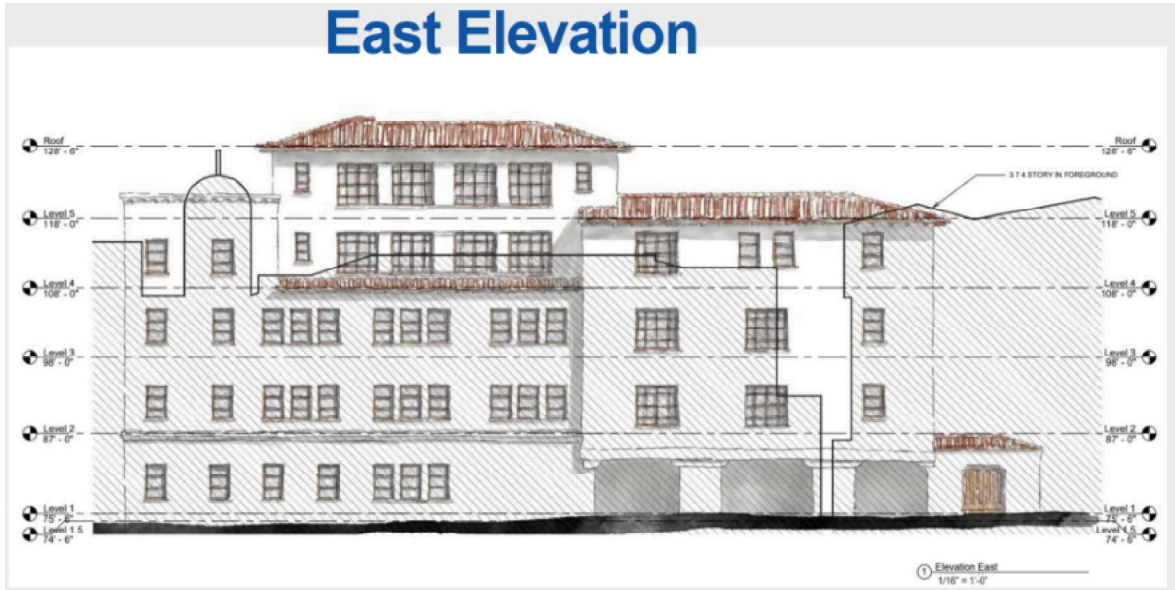 East Elevation
Roof
128' - 6"
Level 5
118' - 0"
Level 4
108' - 0"
Level 3
98' - 0"
Level 2
87' - 0"
Level 1
75' - 6"
Level 1.5
74' - 6"
Roof
128' - 6"
3 7 4 STORY IN FOREGROUND
Level 5
118' - 0"
Level 4
108' - 0"
Level 3
98' - 0"
Level 2
87' - 0"
Level 1
75' - 6"
Level 1.5
74' - 6"
1 Elevation East
1/16" = 1'-0"